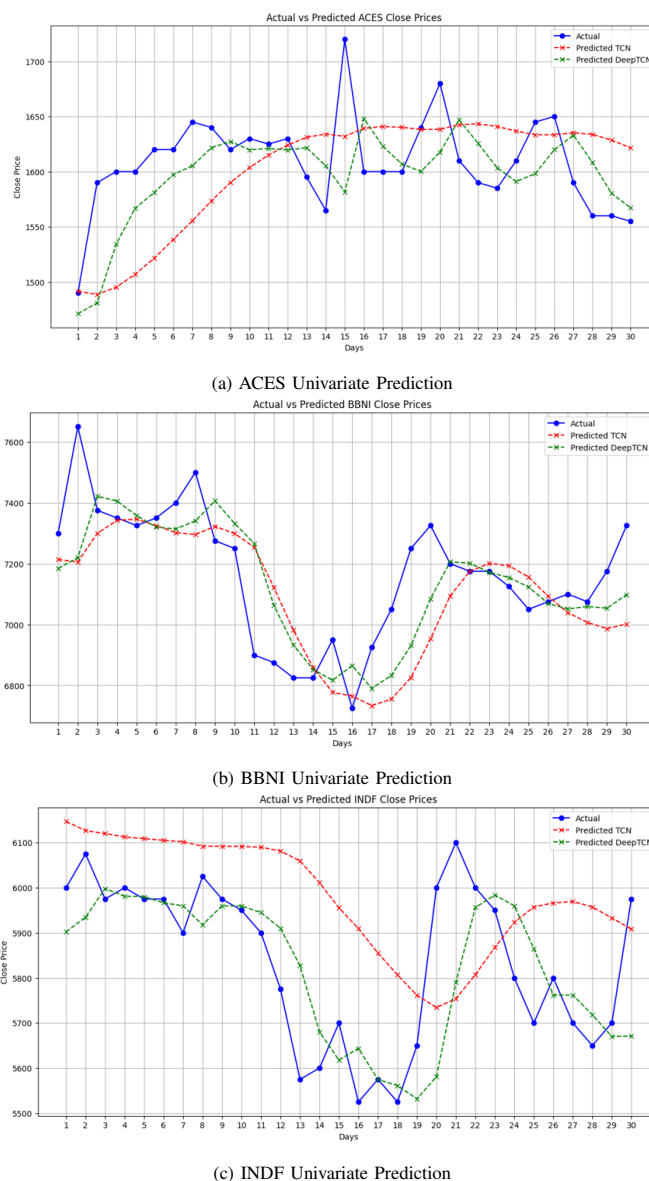 Actual vs Predicted ACES Close Prices
Actual
Predicted TCN
Predicted DeepTCN
1700
1650
1600
1550
1500
Close Price
1 2 3 4 5 6 7 8 9 10 11 12 13 14 15 16 17 18 19 20 21 22 23 24 25 26 27 28 29 30
Days
(a) ACES Univariate Prediction
Actual vs Predicted BBNI Close Prices
Actual
Predicted TCN
Predicted DeepTCN
7600
7400
7200
7000
6800
Close Price
1 2 3 4 5 6 7 8 9 10 11 12 13 14 15 16 17 18 19 20 21 22 23 24 25 26 27 28 29 30
Days
(b) BBNI Univariate Prediction
Actual vs Predicted INDF Close Prices
Actual
Predicted TCN
Predicted DeepTCN
6100
6000
5900
5800
5700
5600
5500
Close Price
1 2 3 4 5 6 7 8 9 10 11 12 13 14 15 16 17 18 19 20 21 22 23 24 25 26 27 28 29 30
Days
(c) INDF Univariate Prediction